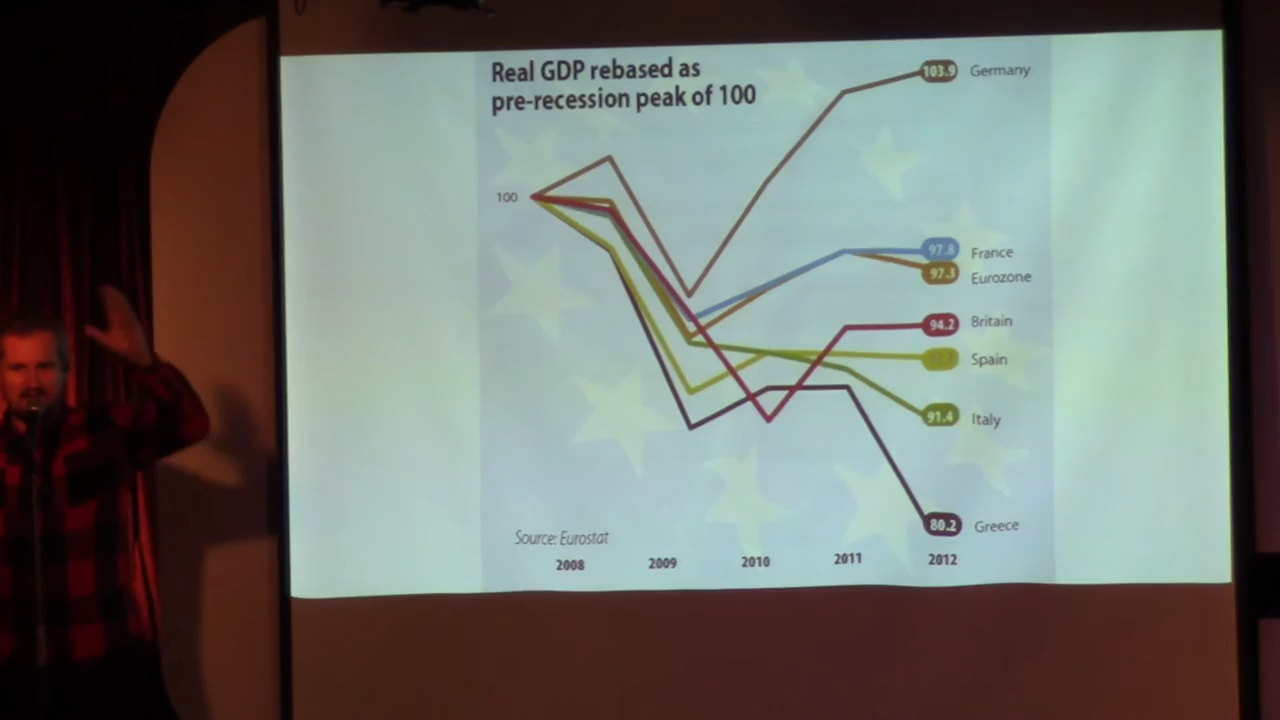 Real GDP rebased as
pre-recession peak of 100
103.9 Germany
100
97.8 France
97.3 Eurozone
94.2 Britain
Spain
91.4 Italy
80.2 Greece
Source: Eurostat
2008 2009 2010 2011 2012